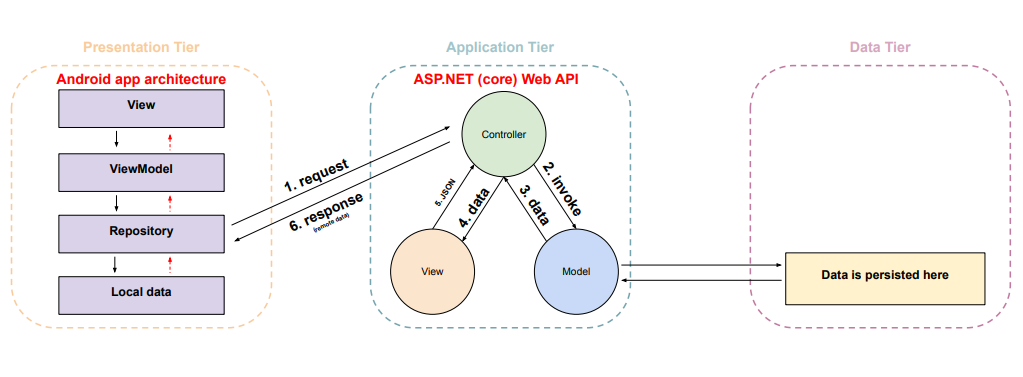 Presentation Tier
Application Tier
Data Tier
Android app architecture
ASP.NET (core) Web API
View
ViewModel
Repository
Local data
1. request
6. response
(remote data)
Controller
5. JSON
4. data
3. data
2. invoke
View
Model
Data is persisted here